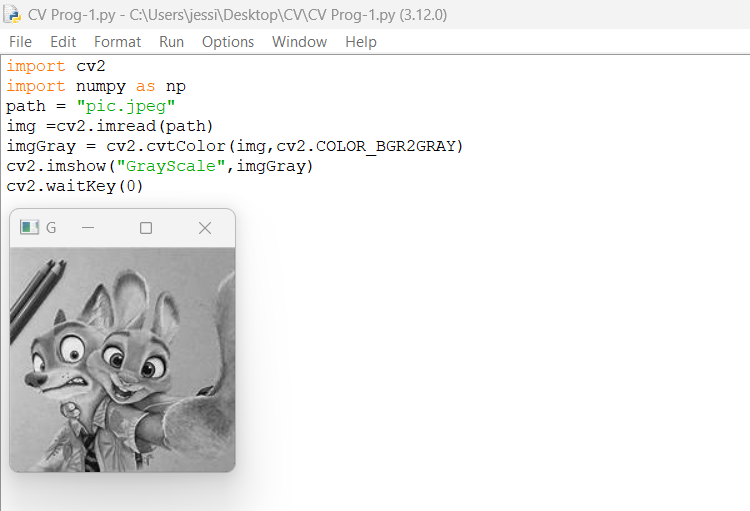 CV Prog-1.py - C:\Users\jessi\Desktop\CV\CV Prog-1.py (3.12.0)
File Edit Format Run Options Window Help
import cv2
import numpy as np
path = "pic.jpeg"
img =cv2.imread(path)
imgGray = cv2.cvtColor(img,cv2.COLOR_BGR2GRAY)
cv2.imshow("GrayScale",imgGray)
cv2.waitKey(0)
G